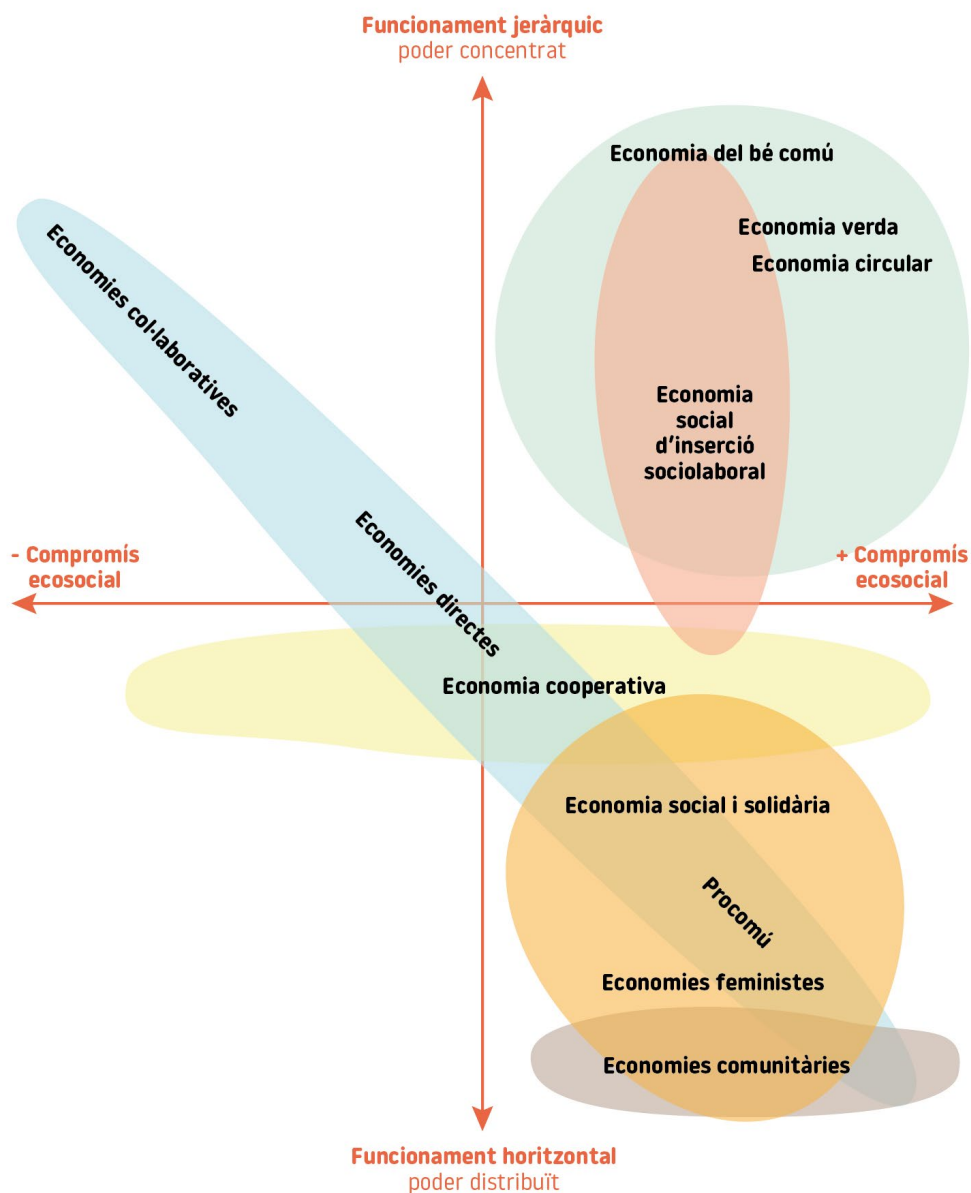 Funcionament jeràrquic
poder concentrat
Economia del bé comú
Economia verda
Economia circular
Economies col·laboratives
Economia
social
d’inserció
sociolaboral
Economies directes
- Compromís
ecosocial
+ Compromís
ecosocial
Economia cooperativa
Economia social i solidària
Procomú
Economies feministes
Economies comunitàries
Funcionament horitzontal
poder distribuït